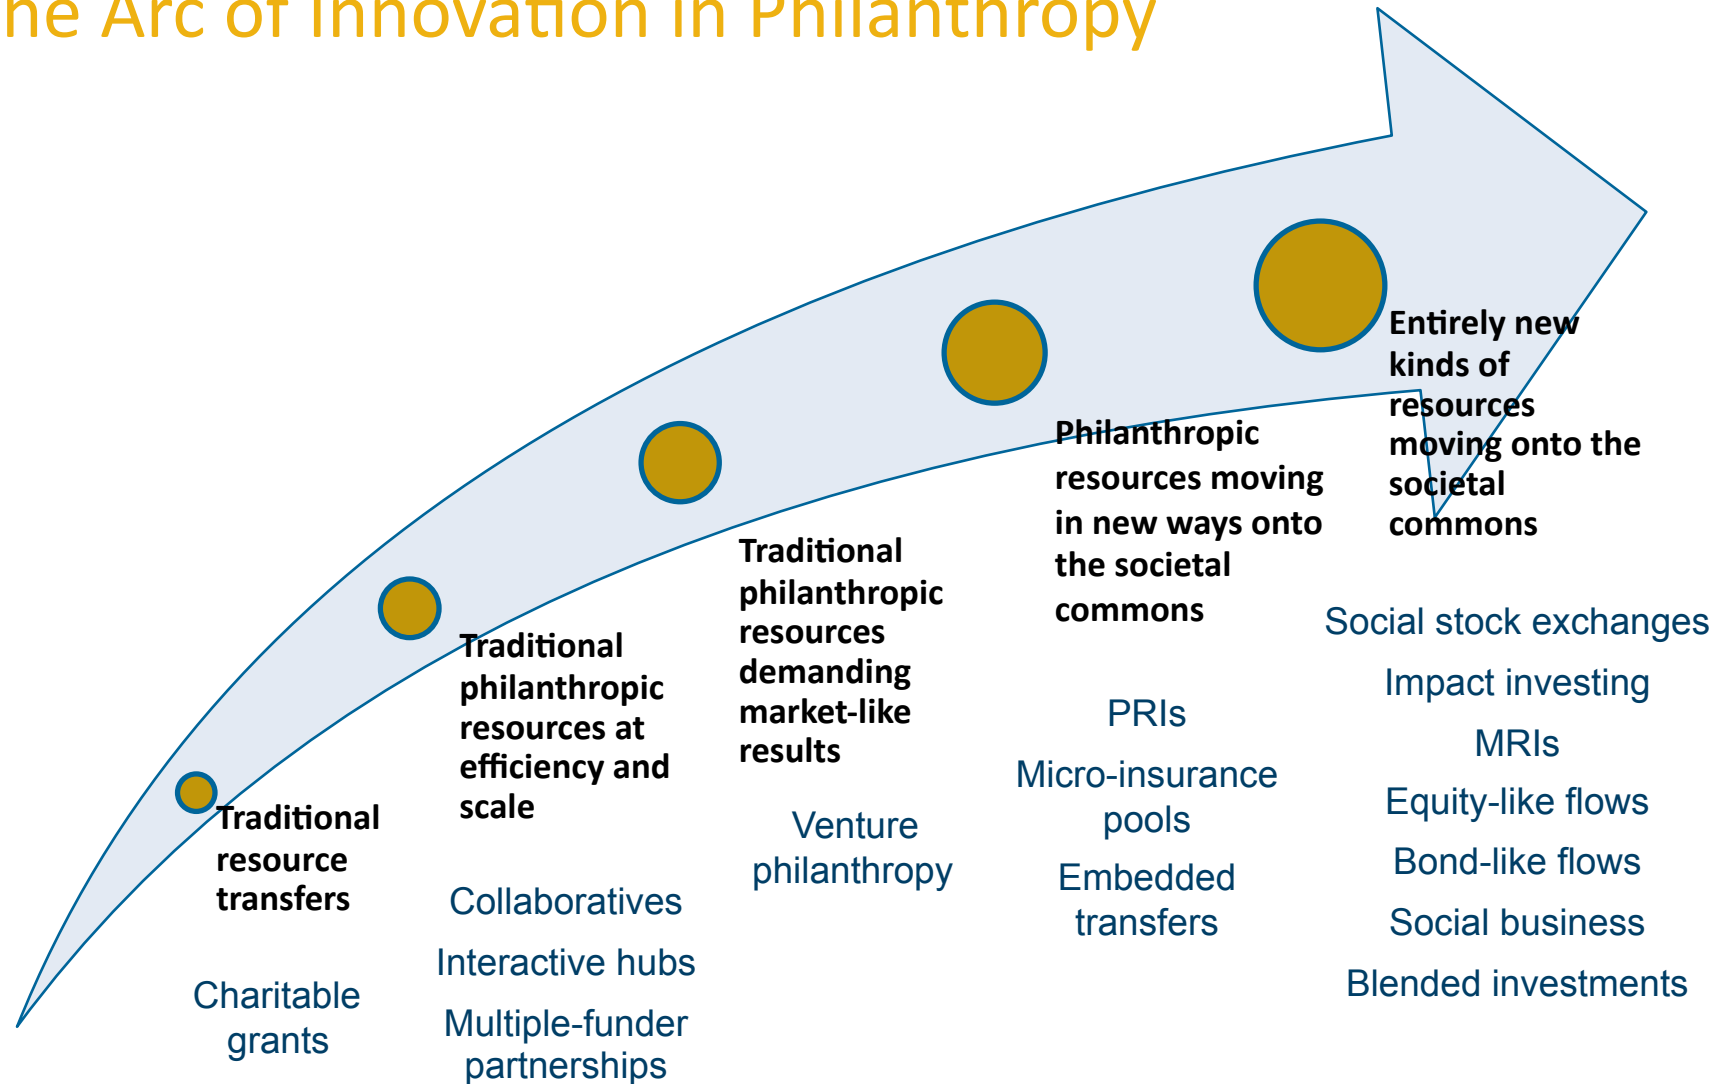 he Arc of Innovation in Philanthropy
Traditional
resource
transfers
Charitable
grants
Traditional
philanthropic
resources at
efficiency and
scale
Collaboratives
Interactive hubs
Multiple-funder
partnerships
Traditional
philanthropic
resources
demanding
market-like
results
Venture
philanthropy
Philanthropic
resources moving
in new ways onto
the societal
commons
PRIs
Micro-insurance
pools
Embedded
transfers
Entirely new
kinds of
resources
moving onto the
societal
commons
Social stock exchanges
Impact investing
MRIs
Equity-like flows
Bond-like flows
Social business
Blended investments